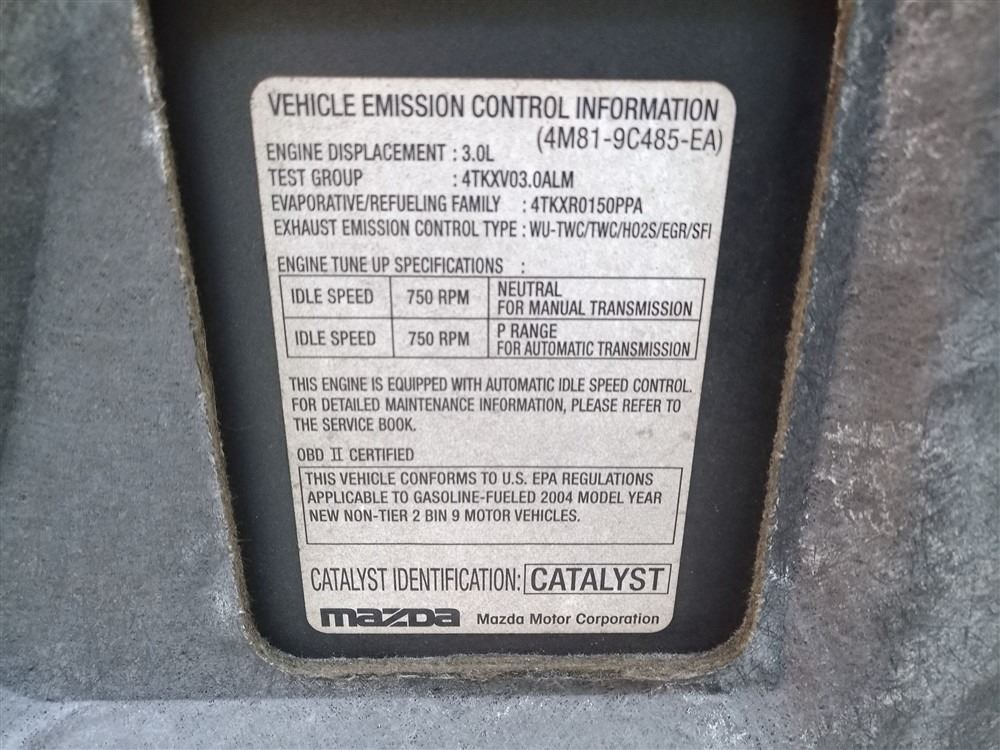 VEHICLE EMISSION CONTROL INFORMATION
(4M81-9C485-EA)
ENGINE DISPLACEMENT : 3.0L
TEST GROUP : 4TKXV03.0ALM
EVAPORATIVE/REFUELING FAMILY : 4TKXR0150PPA
EXHAUST EMISSION CONTROL TYPE : WU-TWC/TWC/HO2S/EGR/SFI
ENGINE TUNE UP SPECIFICATIONS :
IDLE SPEED 750 RPM NEUTRAL
FOR MANUAL TRANSMISSION
IDLE SPEED 750 RPM P RANGE
FOR AUTOMATIC TRANSMISSION
THIS ENGINE IS EQUIPPED WITH AUTOMATIC IDLE SPEED CONTROL.
FOR DETAILED MAINTENANCE INFORMATION, PLEASE REFER TO
THE SERVICE BOOK.
OBD II CERTIFIED
THIS VEHICLE CONFORMS TO U.S. EPA REGULATIONS
APPLICABLE TO GASOLINE-FUELED 2004 MODEL YEAR
NEW NON-TIER 2 BIN 9 MOTOR VEHICLES.
CATALYST IDENTIFICATION: CATALYST
mazda Mazda Motor Corporation